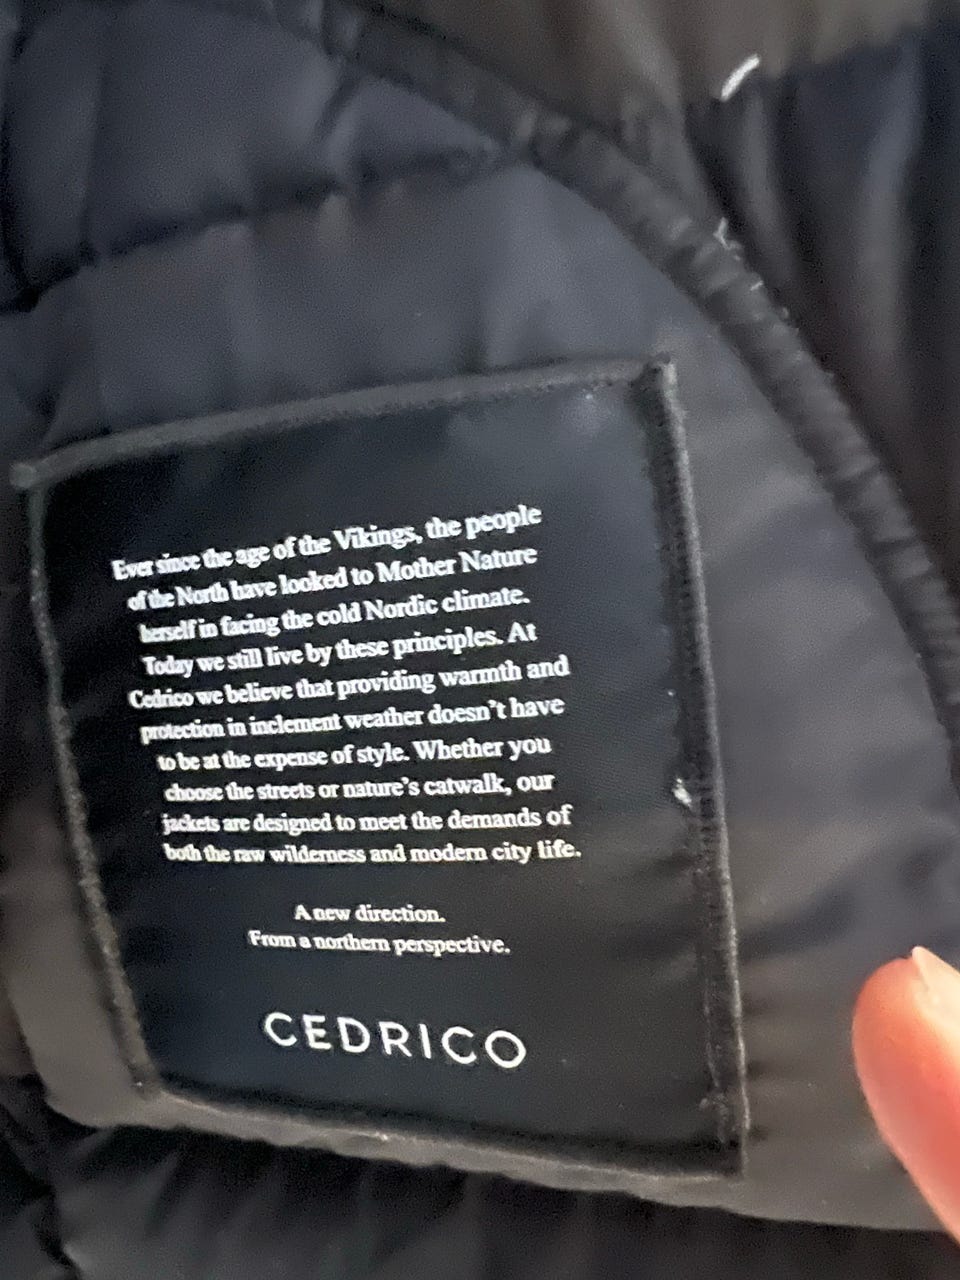 Ever since the age of the Vikings, the people
of the North have looked to Mother Nature
herself in facing the cold Nordic climate.
Today we still live by these principles. At
Cedrico we believe that providing warmth and
protection in inclement weather doesn't have
to be at the expense of style. Whether you
choose the streets or nature's catwalk, our
jackets are designed to meet the demands of
both the raw wilderness and modern city life.
A new direction.
From a northern perspective.
CEDRICO